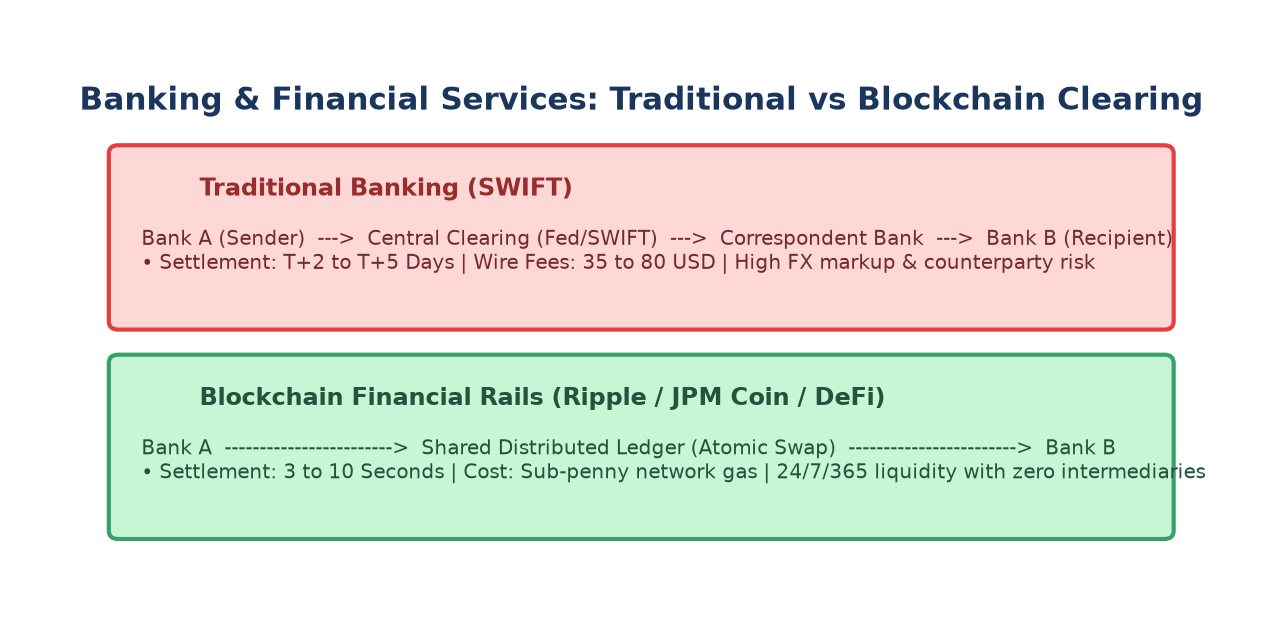 Banking & Financial Services: Traditional vs Blockchain Clearing
Traditional Banking (SWIFT)
Bank A (Sender) ---> Central Clearing (Fed/SWIFT) ---> Correspondent Bank ---> Bank B (Recipient)
• Settlement: T+2 to T+5 Days | Wire Fees: 35 to 80 USD | High FX markup & counterparty risk
Blockchain Financial Rails (Ripple / JPM Coin / DeFi)
Bank A ------------------------> Shared Distributed Ledger (Atomic Swap) ------------------------> Bank B
• Settlement: 3 to 10 Seconds | Cost: Sub-penny network gas | 24/7/365 liquidity with zero intermediaries